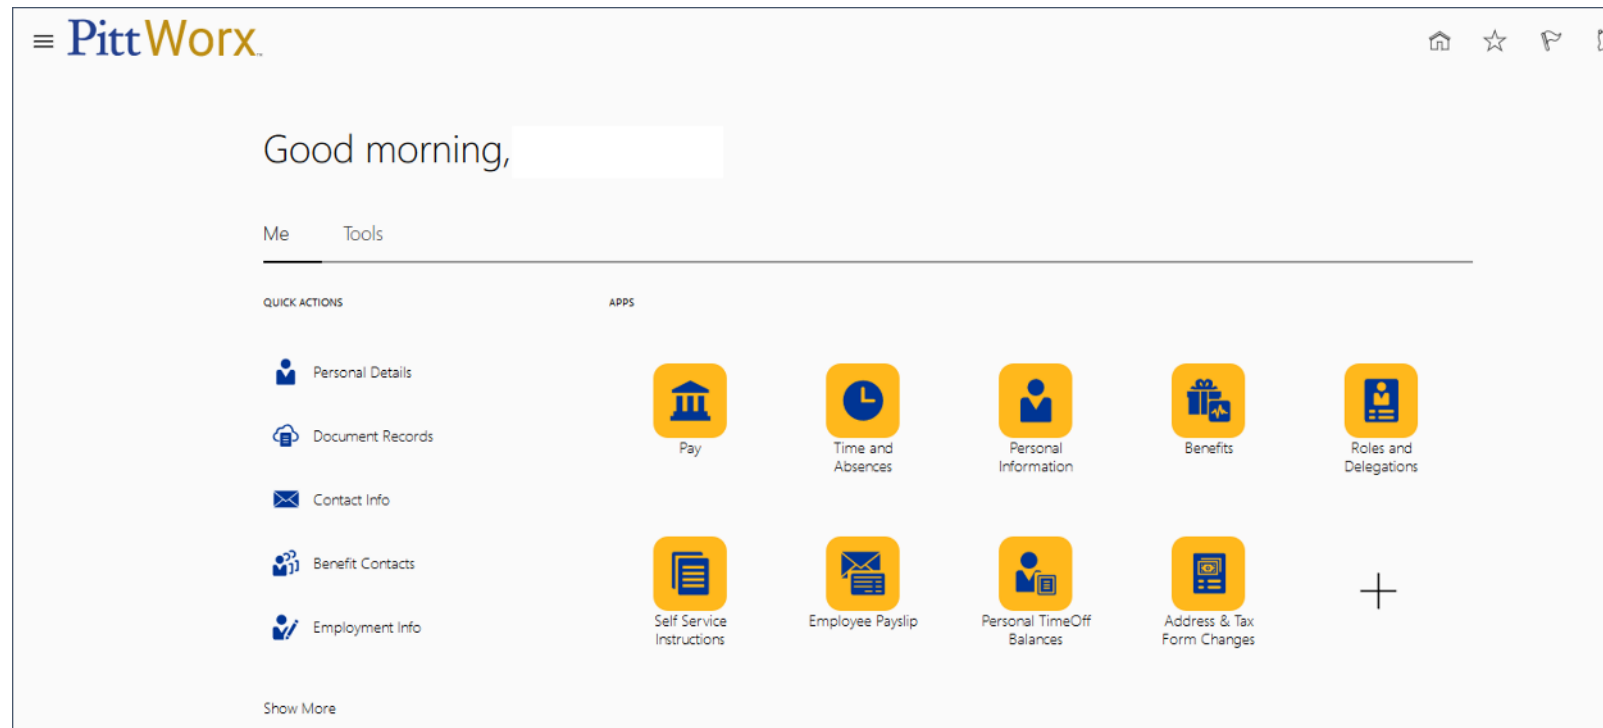 PittWorx
Good morning,
Me
Tools
QUICK ACTIONS
Personal Details
Document Records
Contact Info
Benefit Contacts
Employment Info
Show More
APPS
Pay
Time and
Absences
Personal
Information
Benefits
Roles and
Delegations
Self Service
Instructions
Employee Payslip
Personal TimeOff
Balances
Address & Tax
Form Changes